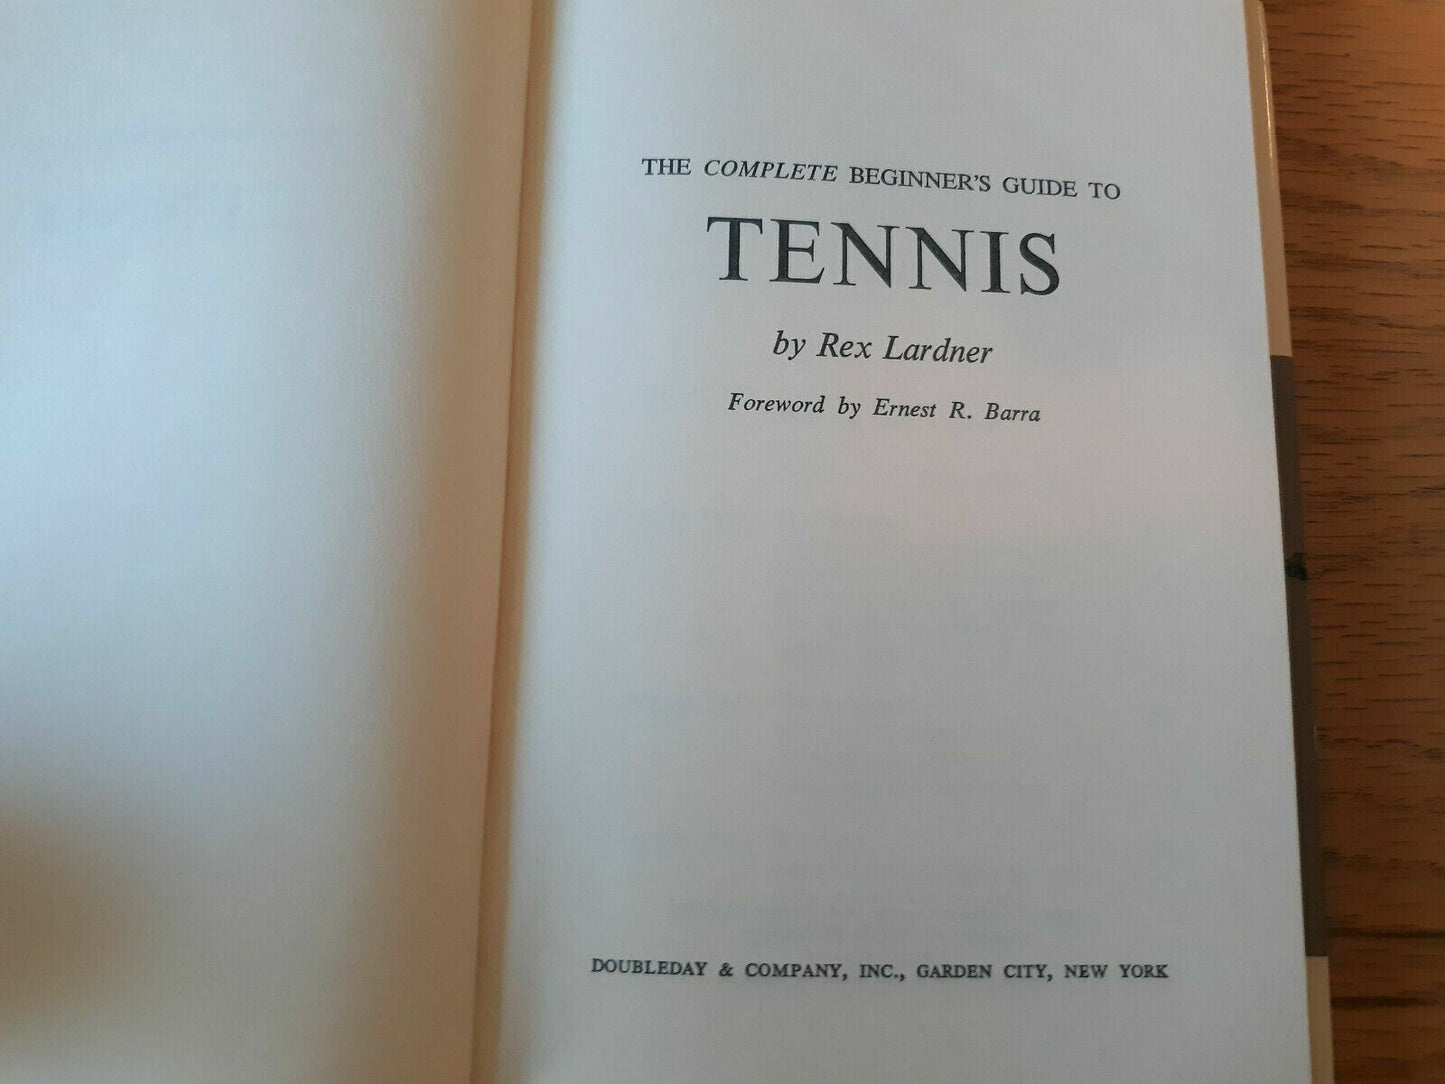 THE COMPLETE BEGINNER'S GUIDE TO
TENNIS
by Rex Lardner
Foreword by Ernest R. Barra
DOUBLEDAY & COMPANY, INC., GARDEN CITY, NEW YORK